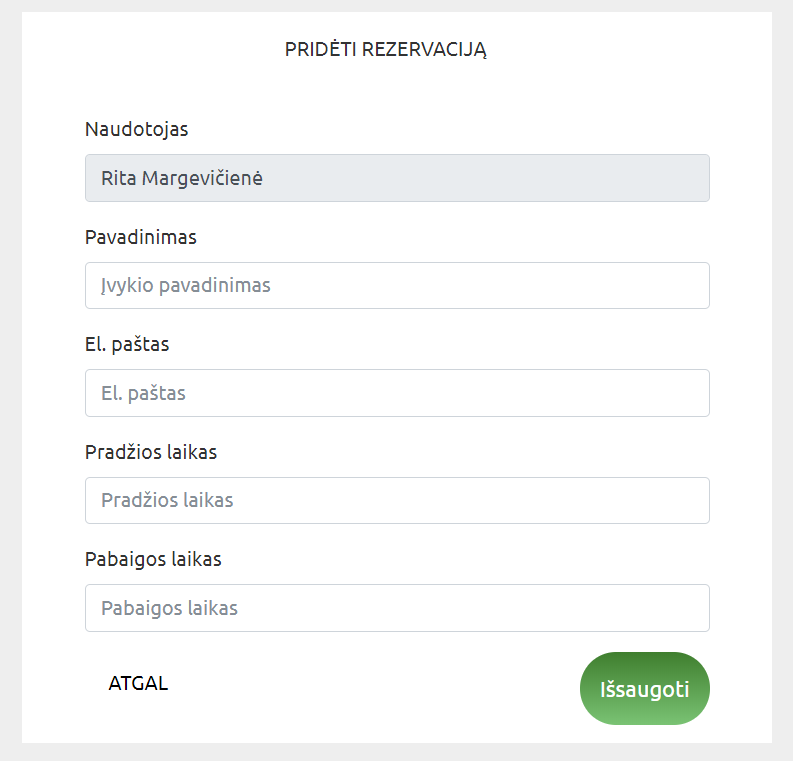 PRIDĖTI REZERVACIJĄ
Naudotojas
Rita Margevičienė
Pavadinimas
Įvykio pavadinimas
El. paštas
El. paštas
Pradžios laikas
Pradžios laikas
Pabaigos laikas
Pabaigos laikas
ATGAL
Išsaugoti